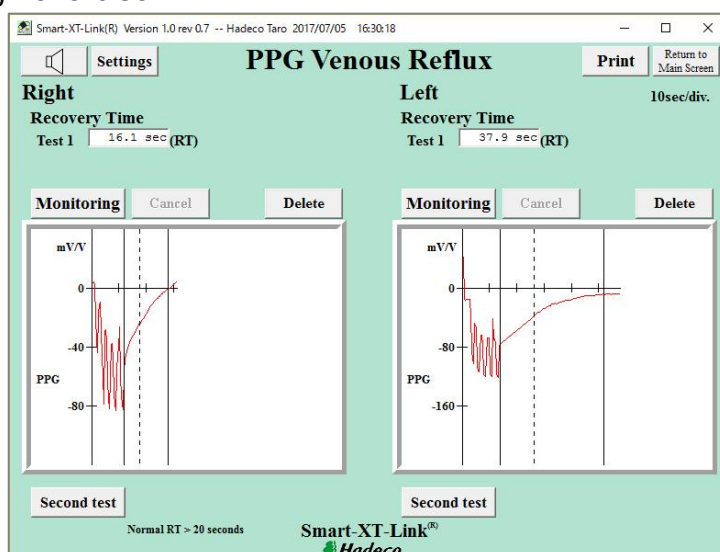 Smart-XT-Link(R) Version 1.0 rev 0.7 -- Hadeco Taro 2017/07/05 16:30:18
Settings
PPG Venous Reflux
Print
Return to
Main Screen
Right
Recovery Time
Test 1 16.1 sec (RT)
Left
Recovery Time
Test 1 37.9 sec (RT)
10sec/div.
Monitoring Cancel Delete
Monitoring Cancel Delete
mV/V
0
-40
PPG
-80
mV/V
0
-80
PPG
-160
Second test
Second test
Normal RT > 20 seconds
Smart-XT-Link(R)
Hadeco